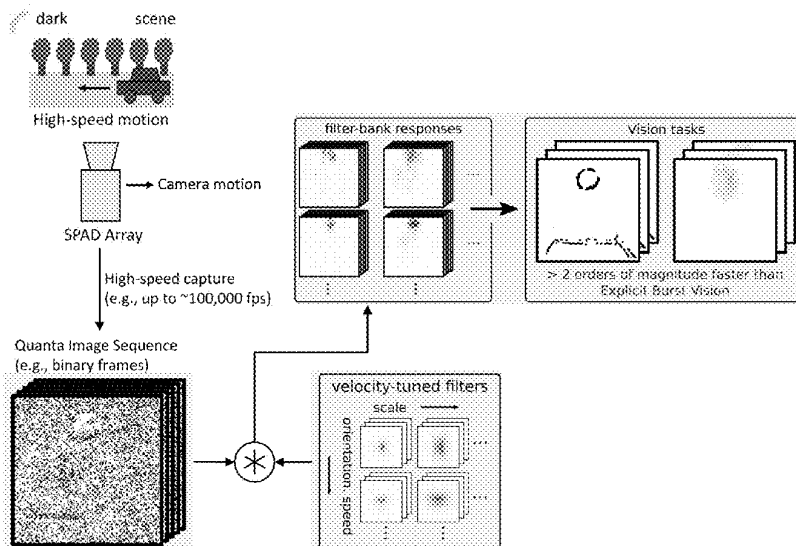 dark scene
High-speed motion
Camera motion
SPAD Array
High-speed capture
(e.g., up to ~100,000 fps)
Quanta Image Sequence
(e.g., binary frames)
filter-bank responses
Vision tasks
> 2 orders of magnitude faster than
Explicit Burst Vision
velocity-tuned filters
scale
orientation
speed